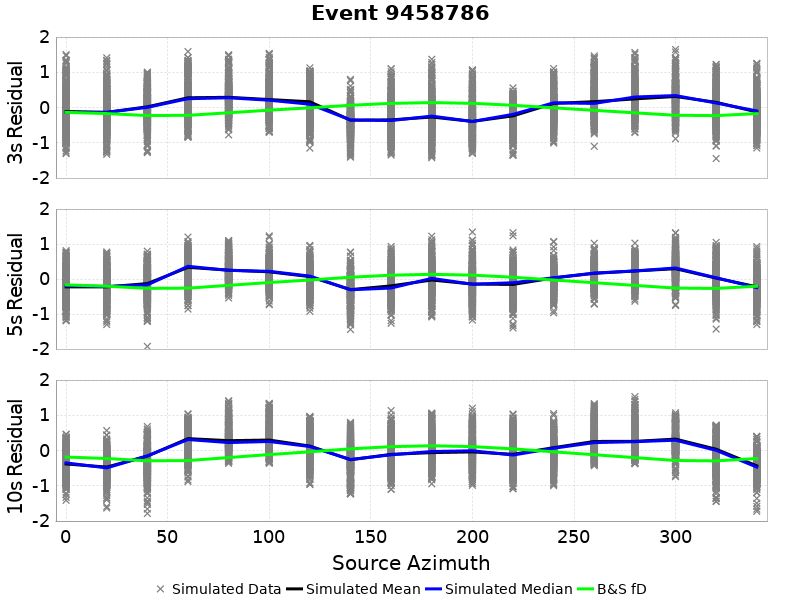 Event 9458786
3s Residual
2
1
0
-1
-2
5s Residual
2
1
0
-1
-2
10s Residual
2
1
0
-1
-2
0 50 100 150 200 250 300
Source Azimuth
Simulated Data Simulated Mean Simulated Median B&S fD